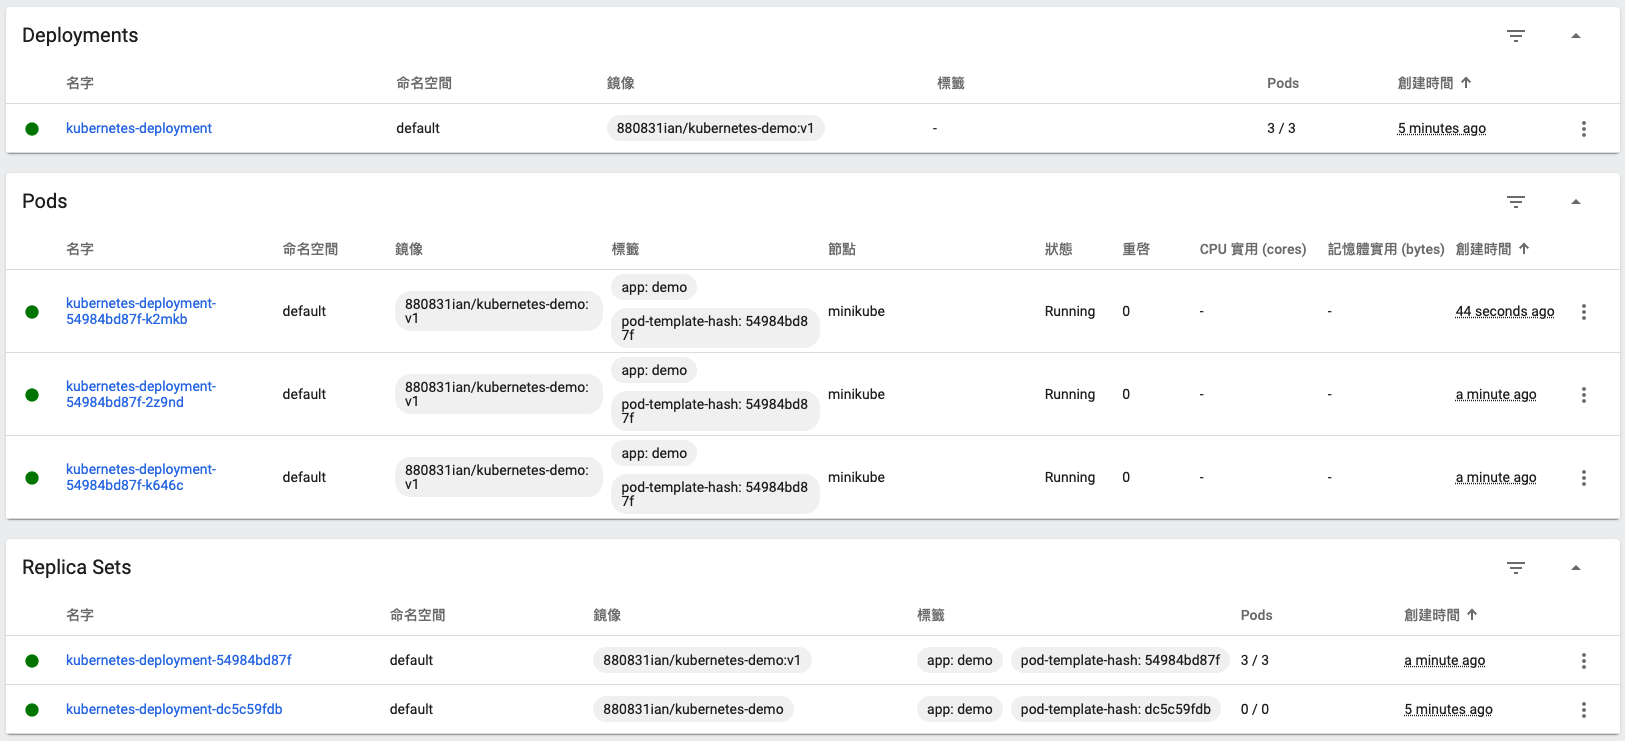 Deployments
名字 命名空間 鏡像 標籤 Pods 創建時間 ↑
kubernetes-deployment default 880831ian/kubernetes-demo:v1 - 3 / 3 5 minutes ago
Pods
名字 命名空間 鏡像 標籤 節點 狀態 重啓 CPU 實用 (cores) 記憶體實用 (bytes) 創建時間 ↑
kubernetes-deployment-
54984bd87f-k2mkb
default
880831ian/kubernetes-demo:
v1
app: demo
pod-template-hash: 54984bd8
7f
minikube Running 0 - - 44 seconds ago
kubernetes-deployment-
54984bd87f-2z9nd
default
880831ian/kubernetes-demo:
v1
app: demo
pod-template-hash: 54984bd8
7f
minikube Running 0 - - a minute ago
kubernetes-deployment-
54984bd87f-k646c
default
880831ian/kubernetes-demo:
v1
app: demo
pod-template-hash: 54984bd8
7f
minikube Running 0 - - a minute ago
Replica Sets
名字 命名空間 鏡像 標籤 Pods 創建時間 ↑
kubernetes-deployment-54984bd87f default 880831ian/kubernetes-demo:v1 app: demo pod-template-hash: 54984bd87f 3 / 3 a minute ago
kubernetes-deployment-dc5c59fdb default 880831ian/kubernetes-demo app: demo pod-template-hash: dc5c59fdb 0 / 0 5 minutes ago